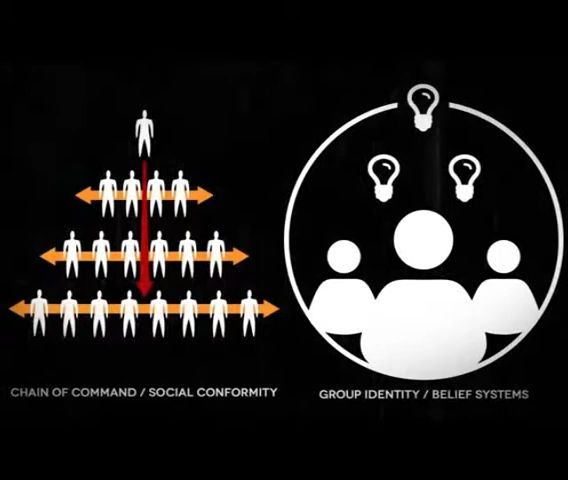 CHAIN OF COMMAND / SOCIAL CONFORMITY
GROUP IDENTITY / BELIEF SYSTEMS